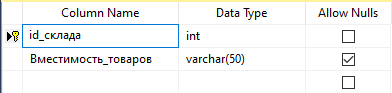 Column Name Data Type Allow Nulls
id_склада int
Вместимость_товаров varchar(50)